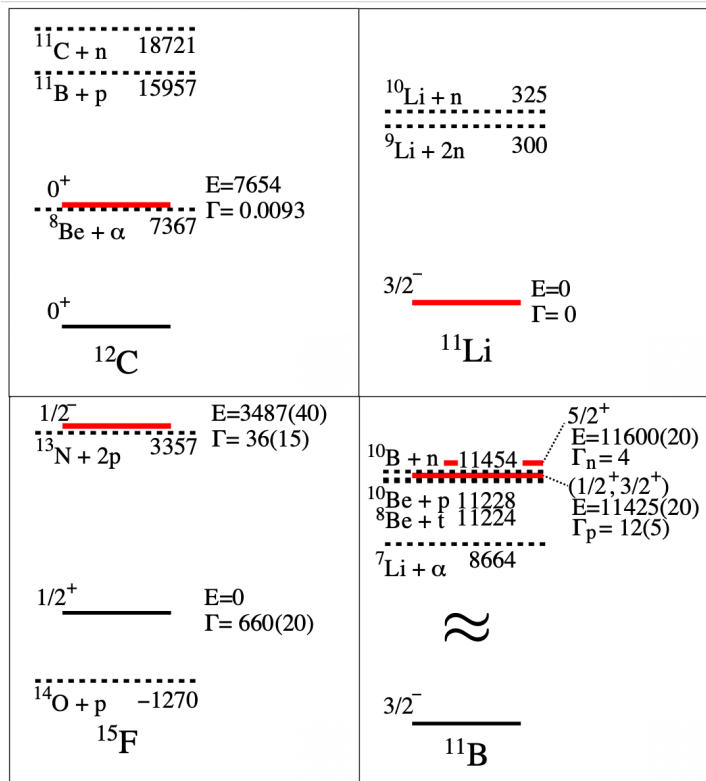 ¹¹C + n 18721
¹¹B + p 15957
0⁺
E=7654
Γ= 0.0093
⁸Be + α 7367
0⁺
¹²C
¹⁰Li + n 325
⁹Li + 2n 300
3/2⁻
E=0
Γ= 0
¹¹Li
1/2⁻
E=3487(40)
Γ= 36(15)
¹³N + 2p 3357
1/2⁺
E=0
Γ= 660(20)
¹⁴O + p −1270
¹⁵F
5/2⁺
E=11600(20)
Γₙ= 4
¹⁰B + n 11454
(1/2⁺,3/2⁺)
E=11425(20)
Γₚ= 12(5)
¹⁰Be + p 11228
⁸Be + t 11224
⁷Li + α 8664
≈
3/2⁻
¹¹B